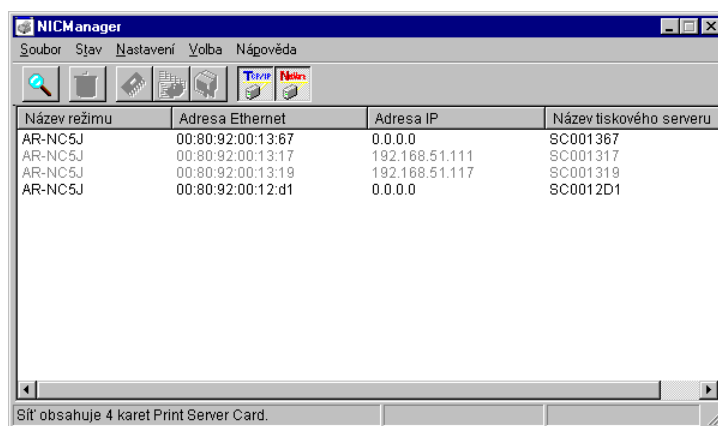 NICManager
Soubor Stav Nastavení Volba Nápověda
TCP/IP NetWare
Název režimu Adresa Ethernet Adresa IP Název tiskového serveru
AR-NC5J 00:80:92:00:13:67 0.0.0.0 SC001367
AR-NC5J 00:80:92:00:13:17 192.168.51.111 SC001317
AR-NC5J 00:80:92:00:13:19 192.168.51.117 SC001319
AR-NC5J 00:80:92:00:12:d1 0.0.0.0 SC0012D1
Síť obsahuje 4 karet Print Server Card.